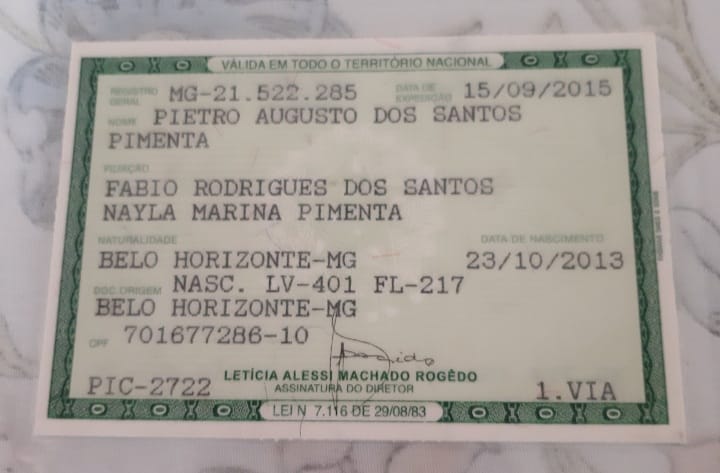 VÁLIDA EM TODO O TERRITÓRIO NACIONAL
REGISTRO GERAL MG-21.522.285 DATA DE EXPEDIÇÃO 15/09/2015
NOME PIETRO AUGUSTO DOS SANTOS
PIMENTA
FILIAÇÃO
FABIO RODRIGUES DOS SANTOS
NAYLA MARINA PIMENTA
NATURALIDADE DATA DE NASCIMENTO
BELO HORIZONTE-MG 23/10/2013
DOC.ORIGEM NASC. LV-401 FL-217
BELO HORIZONTE-MG
CPF 701677286-10
LETÍCIA ALESSI MACHADO ROGÊDO
PIC-2722 ASSINATURA DO DIRETOR 1.VIA
LEI N 7.116 DE 29/08/83